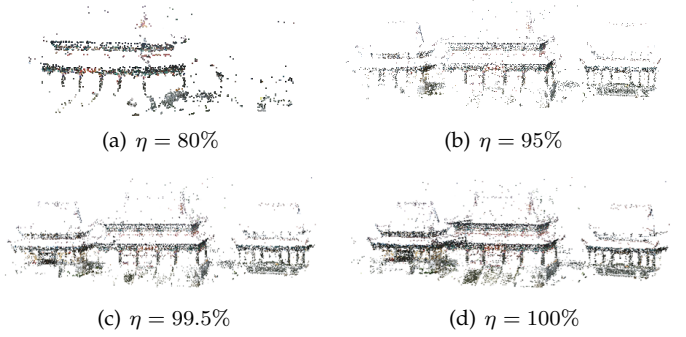 (a) η = 80%
(b) η = 95%
(c) η = 99.5%
(d) η = 100%